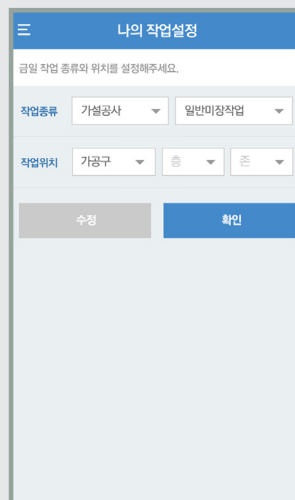 나의 작업설정
금일 작업 종류와 위치를 설정해주세요.
작업종류 가설공사 일반미장작업
작업위치 가공구 층 존
수정 확인